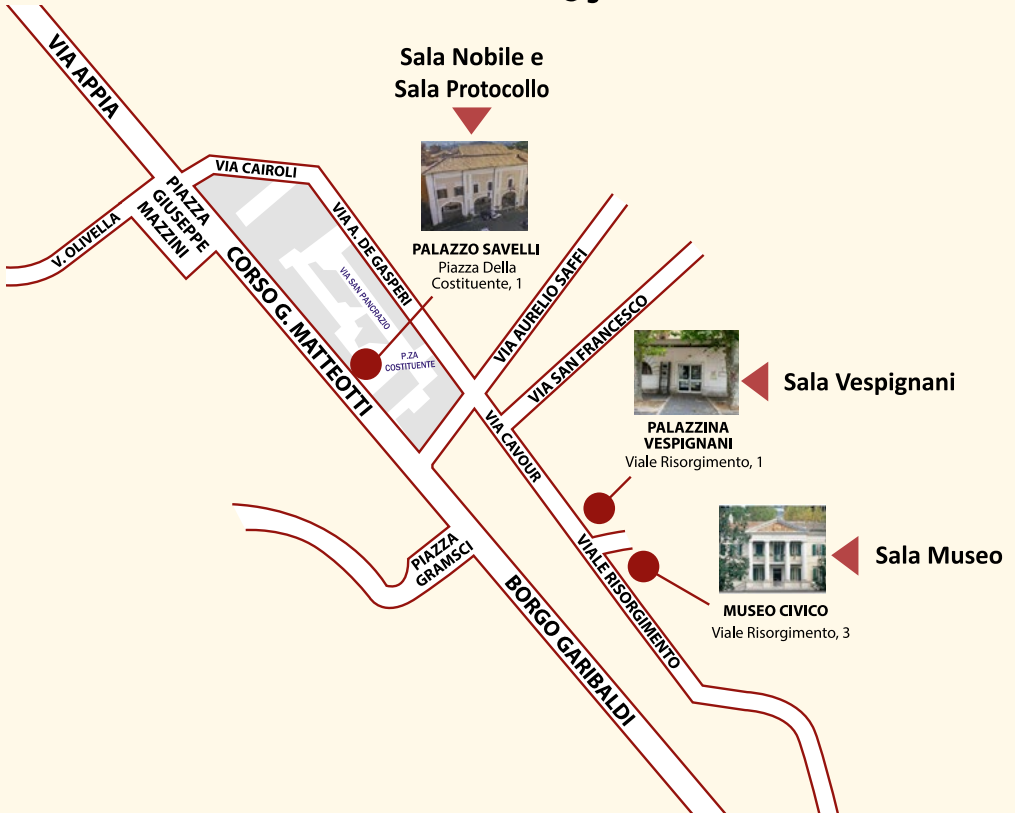 Sala Nobile e
Sala Protocollo
VIA APPIA
VIA CAIROLI
PIAZZA
GIUSEPPE
MAZZINI
V. OLIVELLA
VIA A. DE GASPERI
PALAZZO SAVELLI
Piazza Della
Costituente, 1
VIA SAN PANCRAZIO
CORSO G. MATTEOTTI
P.ZA
COSTITUENTE
VIA AURELIO SAFFI
VIA SAN FRANCESCO
Sala Vespignani
PALAZZINA
VESPIGNANI
Viale Risorgimento, 1
VIA CAVOUR
PIAZZA
GRAMSCI
VIALE RISORGIMENTO
Sala Museo
MUSEO CIVICO
Viale Risorgimento, 3
BORGO GARIBALDI